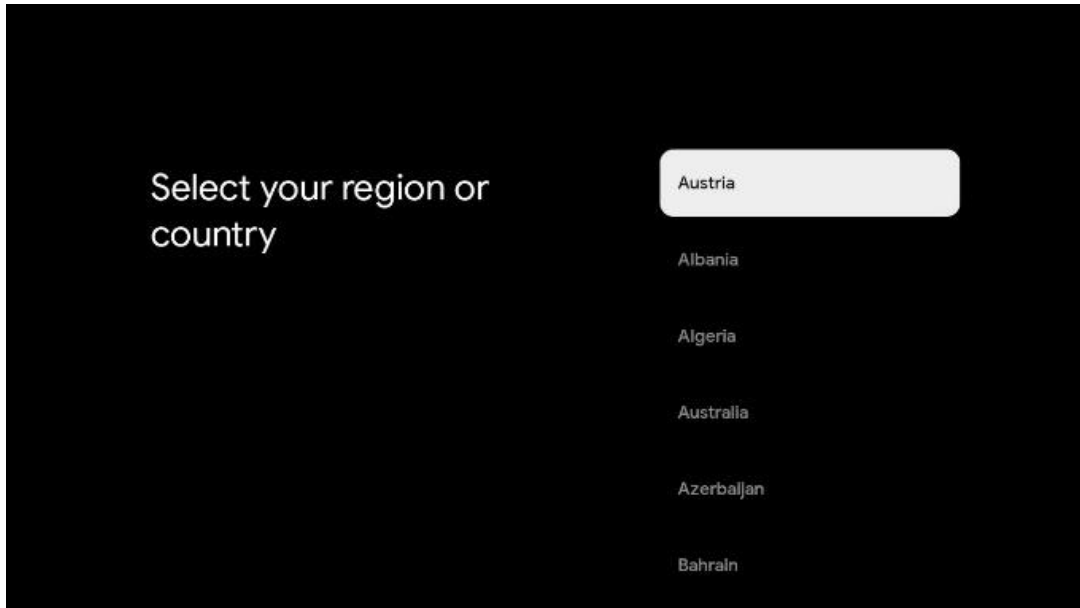 Select your region or
country
Austria
Albania
Algeria
Australia
Azerbaijan
Bahrain